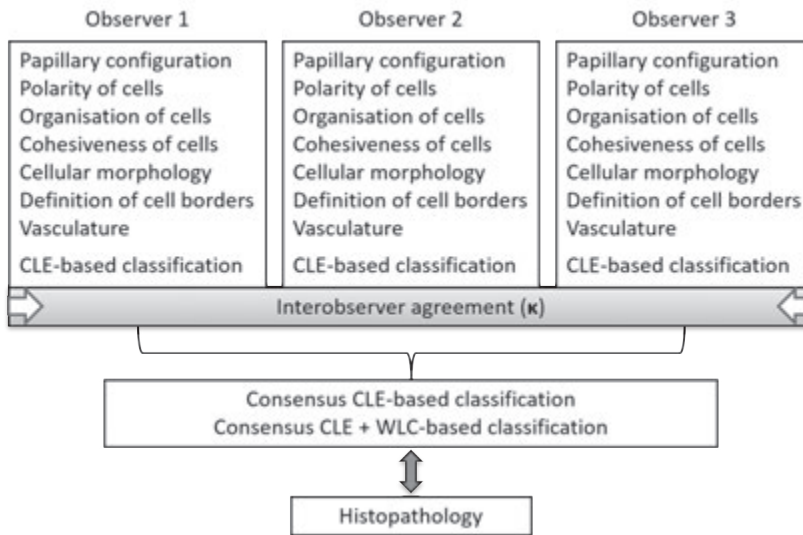 Observer 1
Papillary configuration
Polarity of cells
Organisation of cells
Cohesiveness of cells
Cellular morphology
Definition of cell borders
Vasculature
CLE-based classification
Observer 2
Papillary configuration
Polarity of cells
Organisation of cells
Cohesiveness of cells
Cellular morphology
Definition of cell borders
Vasculature
CLE-based classification
Observer 3
Papillary configuration
Polarity of cells
Organisation of cells
Cohesiveness of cells
Cellular morphology
Definition of cell borders
Vasculature
CLE-based classification
Interobserver agreement (κ)
Consensus CLE-based classification
Consensus CLE + WLC-based classification
Histopathology